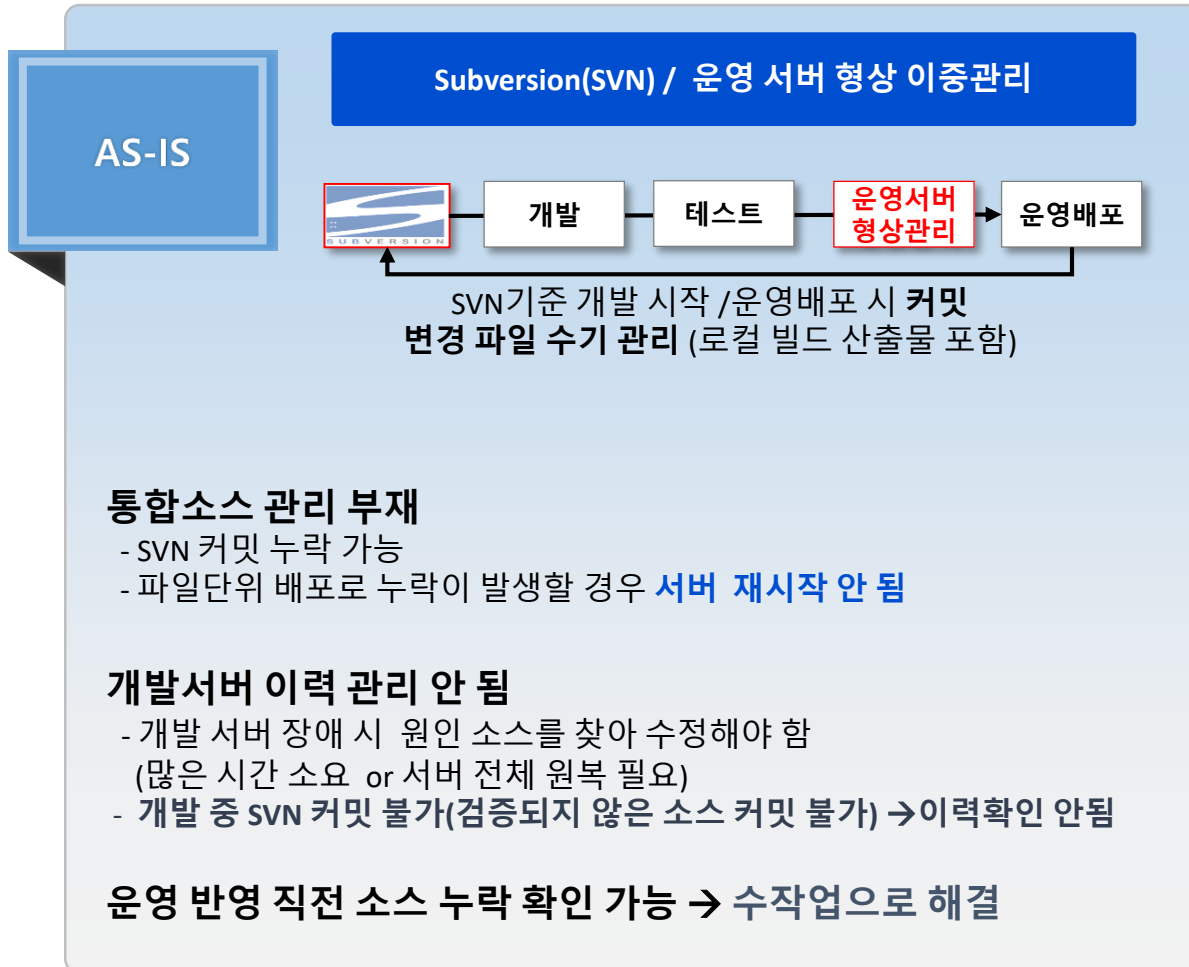 AS-IS
Subversion(SVN) / 운영 서버 형상 이중관리
SUBVERSION
개발
테스트
운영서버
형상관리
운영배포
SVN기준 개발 시작 /운영배포 시 커밋
변경 파일 수기 관리 (로컬 빌드 산출물 포함)
통합소스 관리 부재
- SVN 커밋 누락 가능
- 파일단위 배포로 누락이 발생할 경우 서버 재시작 안 됨
개발서버 이력 관리 안 됨
- 개발 서버 장애 시 원인 소스를 찾아 수정해야 함
(많은 시간 소요 or 서버 전체 원복 필요)
- 개발 중 SVN 커밋 불가(검증되지 않은 소스 커밋 불가) →이력확인 안됨
운영 반영 직전 소스 누락 확인 가능 → 수작업으로 해결